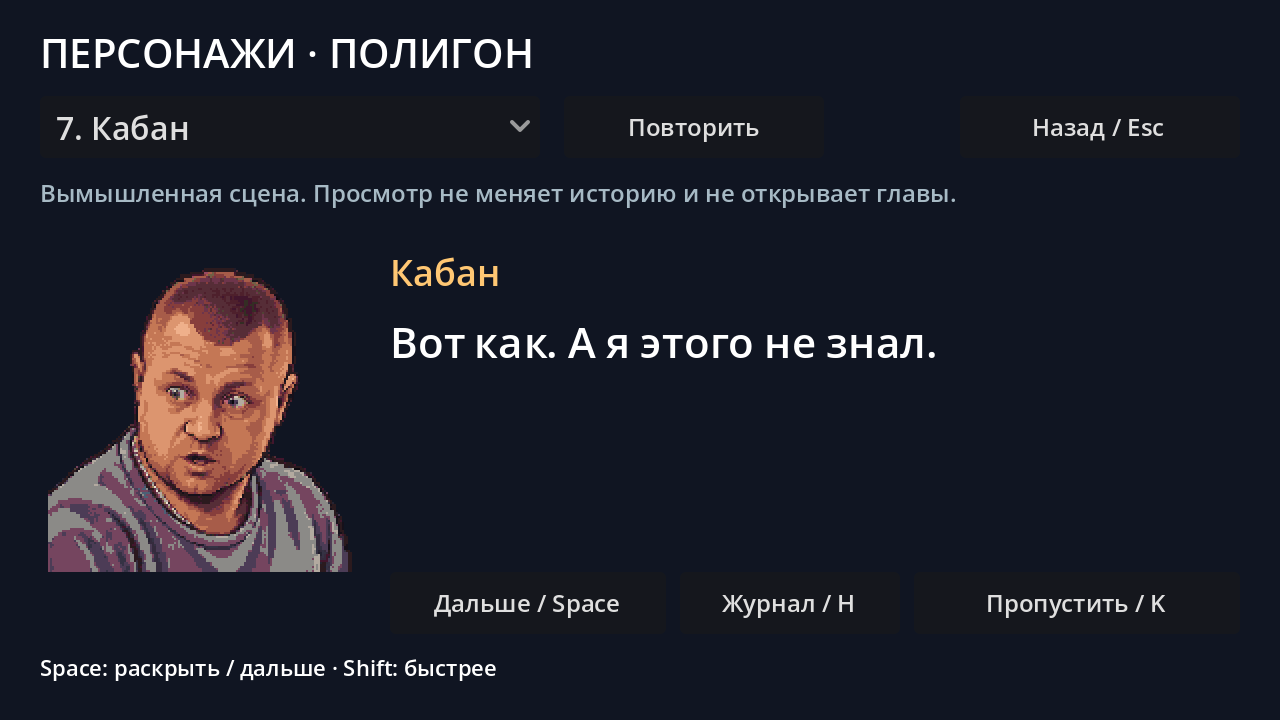 ПЕРСОНАЖИ · ПОЛИГОН
7. Кабан
Повторить
Назад / Esc
Вымышленная сцена. Просмотр не меняет историю и не открывает главы.
Кабан
Вот как. А я этого не знал.
Дальше / Space
Журнал / H
Пропустить / K
Space: раскрыть / дальше · Shift: быстрее